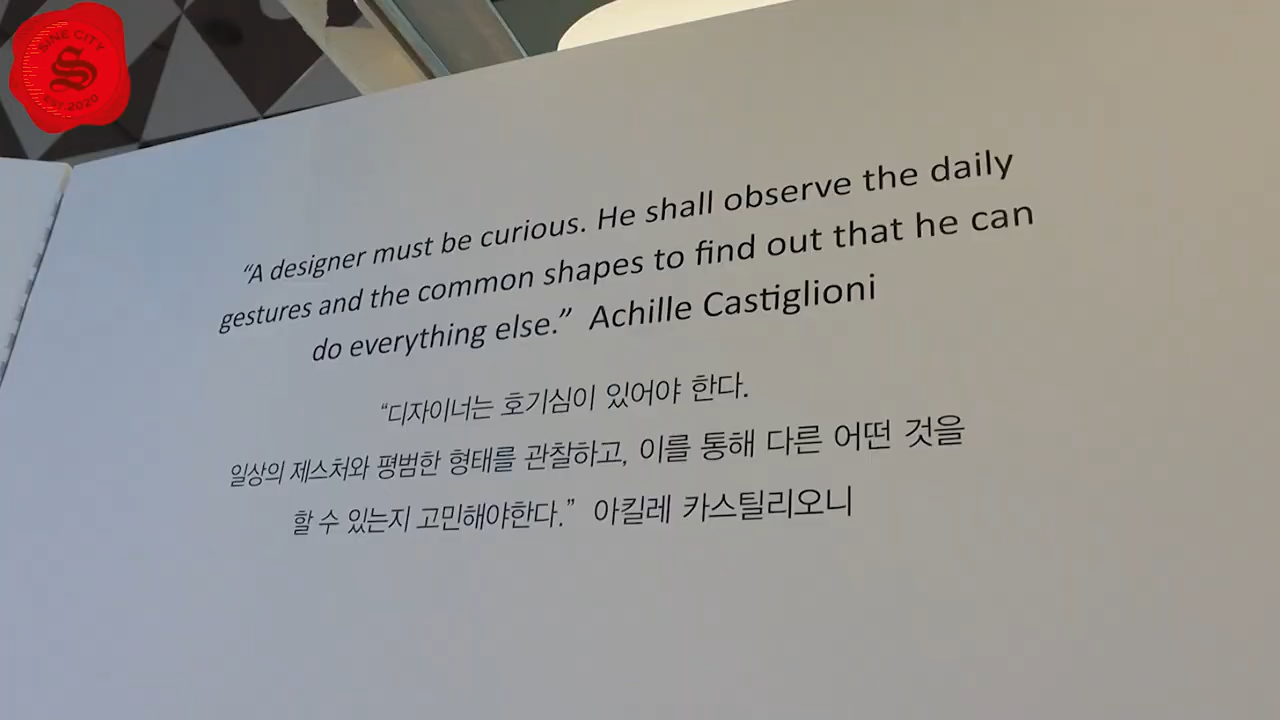 SINE CITY
S
EST.2020
“A designer must be curious. He shall observe the daily
gestures and the common shapes to find out that he can
do everything else.” Achille Castiglioni
“디자이너는 호기심이 있어야 한다.
일상의 제스처와 평범한 형태를 관찰하고, 이를 통해 다른 어떤 것을
할 수 있는지 고민해야한다.” 아킬레 카스틸리오니